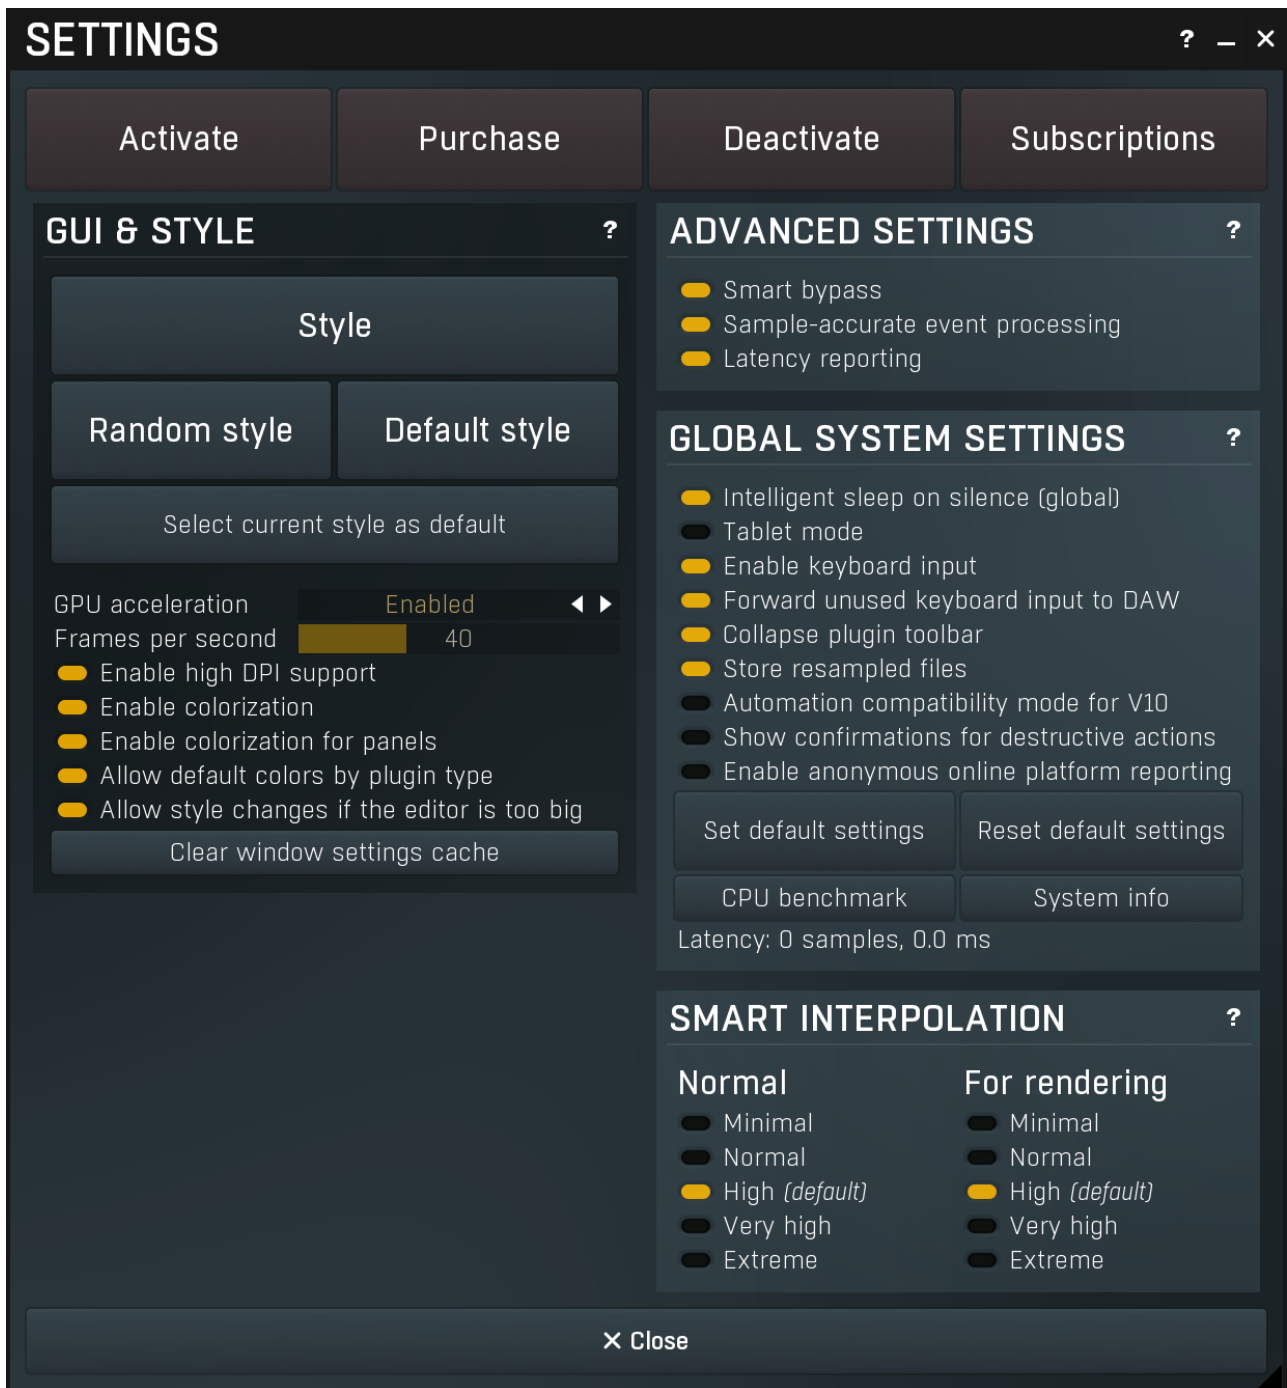 SETTINGS
? _ ×
Activate
Purchase
Deactivate
Subscriptions
GUI & STYLE ?
Style
Random style
Default style
Select current style as default
GPU acceleration Enabled
Frames per second 40
Enable high DPI support
Enable colorization
Enable colorization for panels
Allow default colors by plugin type
Allow style changes if the editor is too big
Clear window settings cache
ADVANCED SETTINGS ?
Smart bypass
Sample-accurate event processing
Latency reporting
GLOBAL SYSTEM SETTINGS ?
Intelligent sleep on silence (global)
Tablet mode
Enable keyboard input
Forward unused keyboard input to DAW
Collapse plugin toolbar
Store resampled files
Automation compatibility mode for V10
Show confirmations for destructive actions
Enable anonymous online platform reporting
Set default settings
Reset default settings
CPU benchmark
System info
Latency: 0 samples, 0.0 ms
SMART INTERPOLATION ?
Normal
Minimal
Normal
High (default)
Very high
Extreme
For rendering
Minimal
Normal
High (default)
Very high
Extreme
× Close